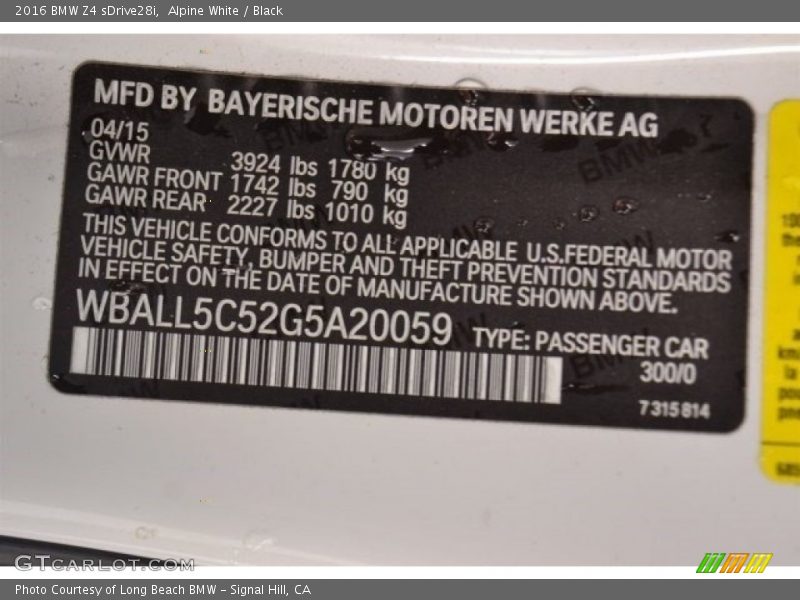 2016 BMW Z4 sDrive28i, Alpine White / Black
MFD BY BAYERISCHE MOTOREN WERKE AG
04/15
GVWR 3924 lbs 1780 kg
GAWR FRONT 1742 lbs 790 kg
GAWR REAR 2227 lbs 1010 kg
THIS VEHICLE CONFORMS TO ALL APPLICABLE U.S.FEDERAL MOTOR
VEHICLE SAFETY, BUMPER AND THEFT PREVENTION STANDARDS
IN EFFECT ON THE DATE OF MANUFACTURE SHOWN ABOVE.
WBALL5C52G5A20059 TYPE: PASSENGER CAR
300/0
7 315 814
GTCARLOT.COM
Photo Courtesy of Long Beach BMW - Signal Hill, CA